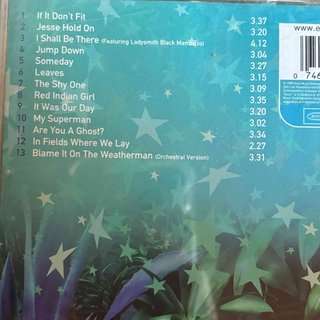 1 If It Don't Fit 3.37
2 Jesse Hold On 3.20
3 I Shall Be There (Featuring Ladysmith Black Mambazo) 4.12
4 Jump Down 3.04
5 Someday 3.27
6 Leaves 3.15
7 The Shy One 3.09
8 Red Indian Girl 3.20
9 It Was Our Day 3.35
10 My Superman 3.02
11 Are You A Ghost? 3.34
12 In Fields Where We Lay 2.27
13 Blame It On The Weatherman (Orchestral Version) 3.31
www.e
0 746